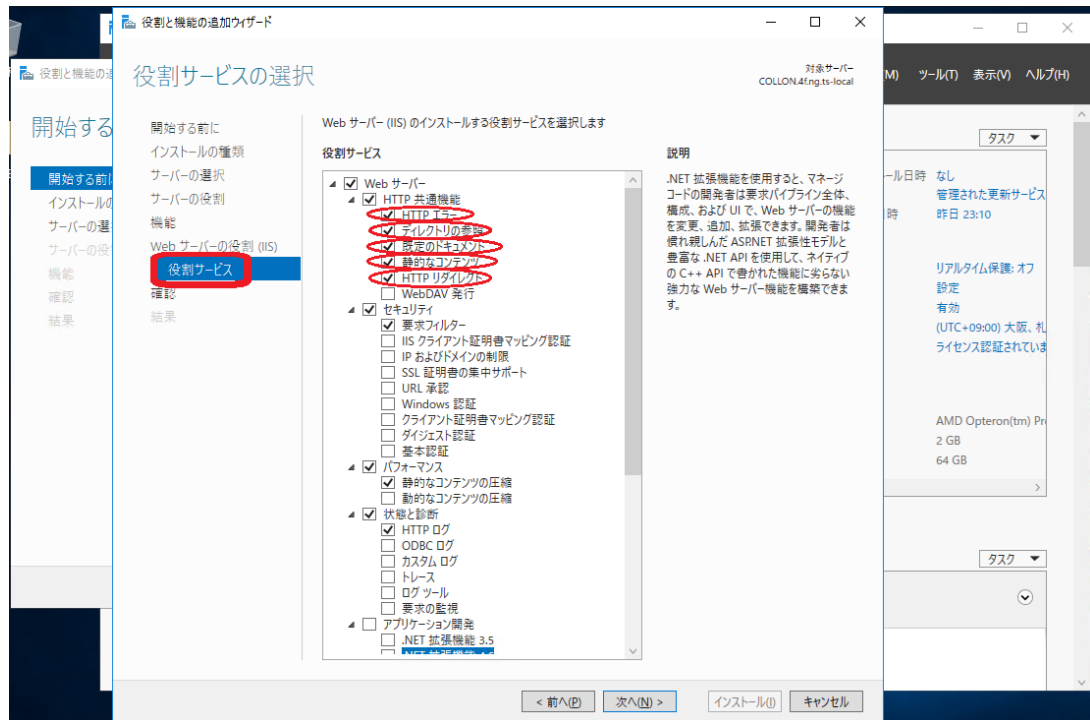 役割と機能の追加ウィザード
役割と機能の追
役割サービスの選択
対象サーバー
COLLON.4f.ng.ts-local
開始する
開始する前に
インストールの
サーバーの選
サーバーの役
機能
確認
結果
開始する前に
インストールの種類
サーバーの選択
サーバーの役割
機能
Web サーバーの役割 (IIS)
役割サービス
確認
結果
Web サーバー (IIS) のインストールする役割サービスを選択します
役割サービス
Web サーバー
HTTP 共通機能
HTTP エラー
ディレクトリの参照
既定のドキュメント
静的なコンテンツ
HTTP リダイレクト
WebDAV 発行
セキュリティ
要求フィルター
IIS クライアント証明書マッピング認証
IP およびドメインの制限
SSL 証明書の集中サポート
URL 承認
Windows 認証
クライアント証明書マッピング認証
ダイジェスト認証
基本認証
パフォーマンス
静的なコンテンツの圧縮
動的なコンテンツの圧縮
状態と診断
HTTP ログ
ODBC ログ
カスタム ログ
トレース
ログ ツール
要求の監視
アプリケーション開発
.NET 拡張機能 3.5
説明
.NET 拡張機能を使用すると、マネージ
コードの開発者は要求パイプライン全体、
構成、および UI で、Web サーバーの機能
を変更、追加、拡張できます。開発者は
慣れ親しんだ ASP.NET 拡張性モデルと
豊富な .NET API を使用して、ネイティブ
の C++ API で書かれた機能に劣らない
強力な Web サーバー機能を構築できま
す。
< 前へ(P)
次へ(N) >
インストール(I)
キャンセル
(M) ツール(T) 表示(V) ヘルプ(H)
タスク
ール日時 なし
管理された更新サービス
時 昨日 23:10
リアルタイム保護: オフ
設定
有効
(UTC+09:00) 大阪、札
ライセンス認証されていま
AMD Opteron(tm) Pr
2 GB
64 GB
タスク